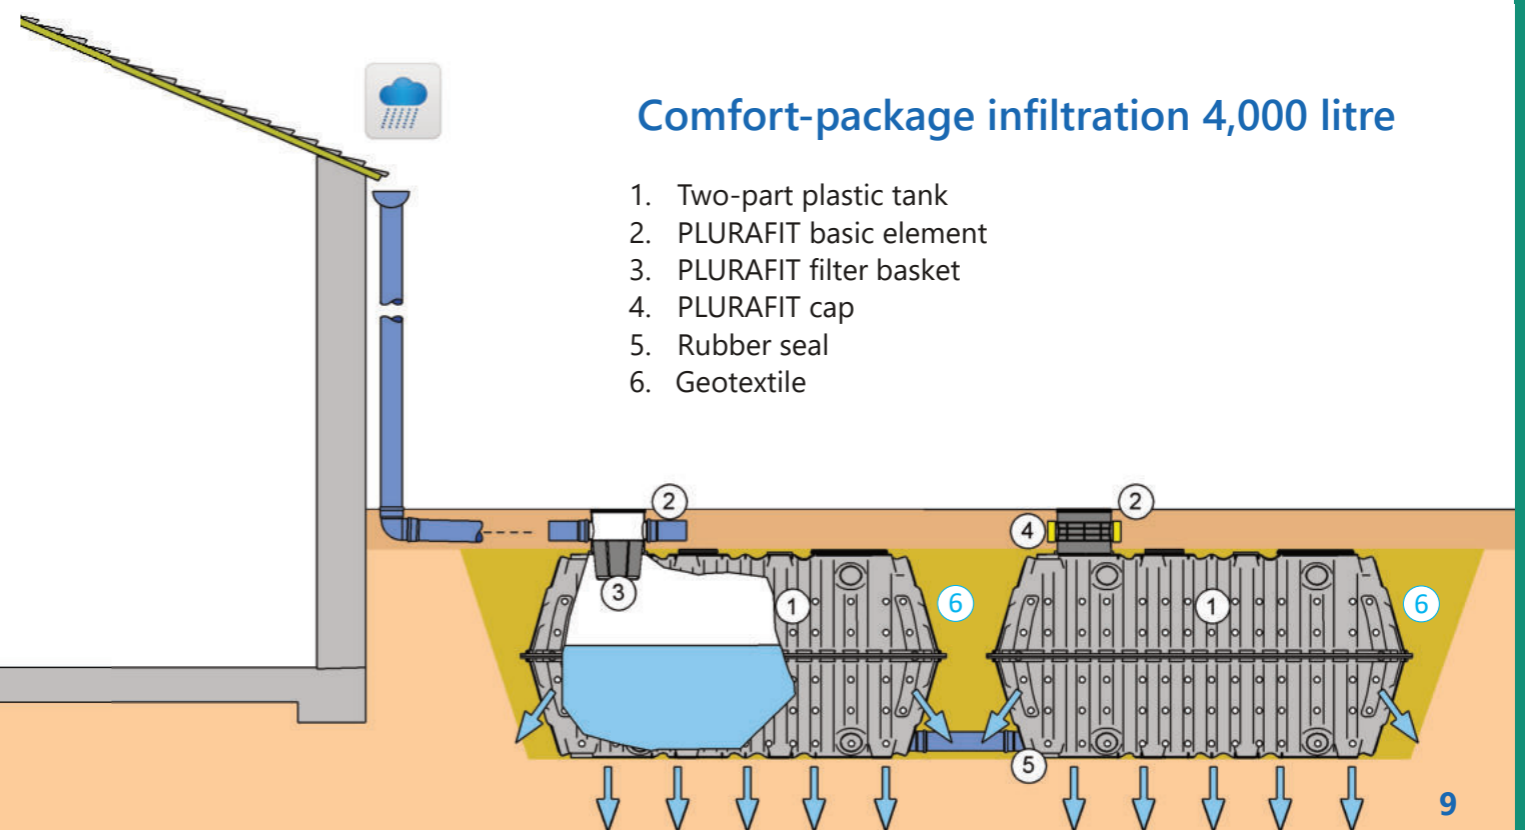 Comfort-package infiltration 4,000 litre
1. Two-part plastic tank
2. PLURAFIT basic element
3. PLURAFIT filter basket
4. PLURAFIT cap
5. Rubber seal
6. Geotextile
2
2
4
3
1
6
1
6
5
9